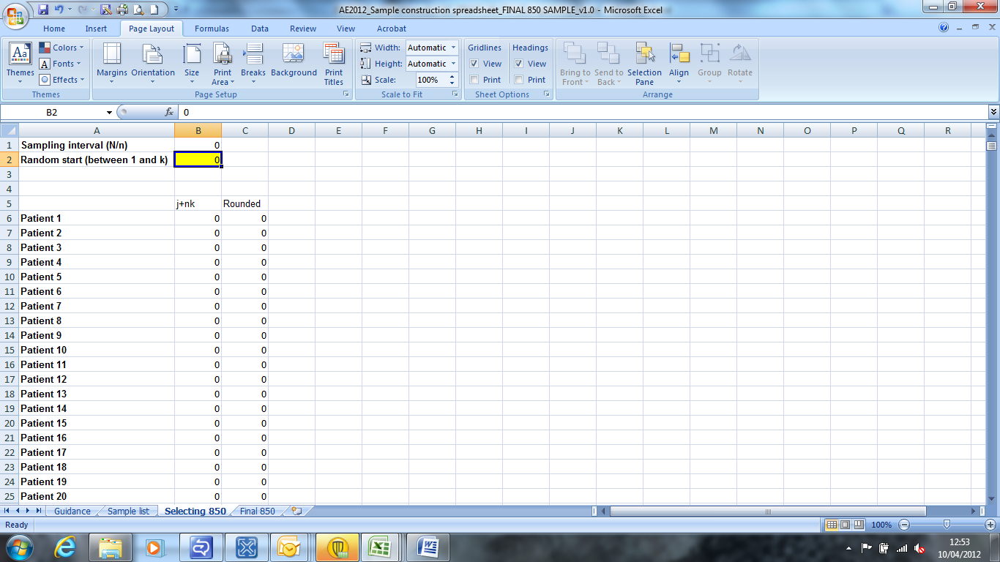 AE2012_Sample construction spreadsheet_FINAL 850 SAMPLE_v1.0 - Microsoft Excel
Home Insert Page Layout Formulas Data Review View Acrobat
Colors Width: Automatic Gridlines Headings
Fonts Height: Automatic View View
Themes Effects Margins Orientation Size Print Area Breaks Background Print Titles Scale: 100% Print Print Bring to Front Send to Back Selection Pane Align Group Rotate
Themes Page Setup Scale to Fit Sheet Options Arrange
B2 fx 0
A B C D E F G H I J K L M N O P Q R
1 Sampling interval (N/n) 0
2 Random start (between 1 and k) 0
3
4
5 j+nk Rounded
6 Patient 1 0 0
7 Patient 2 0 0
8 Patient 3 0 0
9 Patient 4 0 0
10 Patient 5 0 0
11 Patient 6 0 0
12 Patient 7 0 0
13 Patient 8 0 0
14 Patient 9 0 0
15 Patient 10 0 0
16 Patient 11 0 0
17 Patient 12 0 0
18 Patient 13 0 0
19 Patient 14 0 0
20 Patient 15 0 0
21 Patient 16 0 0
22 Patient 17 0 0
23 Patient 18 0 0
24 Patient 19 0 0
25 Patient 20 0 0
Guidance Sample list Selecting 850 Final 850
Ready 100%
12:53
10/04/2012